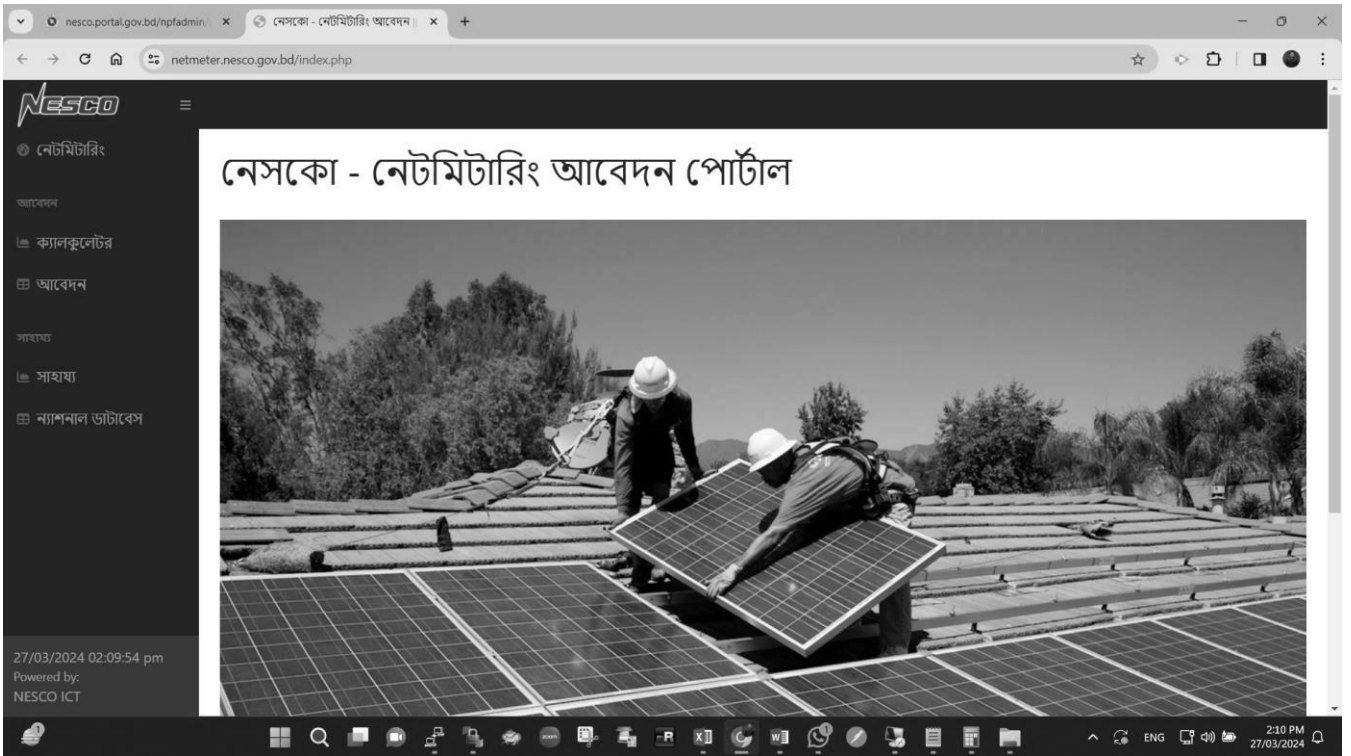 nesco.portal.gov.bd/npfadmin/
নেসকো - নেটমিটারিং আবেদন
netmeter.nesco.gov.bd/index.php
NESCO
নেটমিটারিং
নেসকো - নেটমিটারিং আবেদন পোর্টাল
আবেদন
ক্যালকুলেটর
আবেদন
সাহায্য
সাহায্য
ন্যাশনাল ডাটাবেস
27/03/2024 02:09:54 pm
Powered by:
NESCO ICT
ENG
2:10 PM
27/03/2024